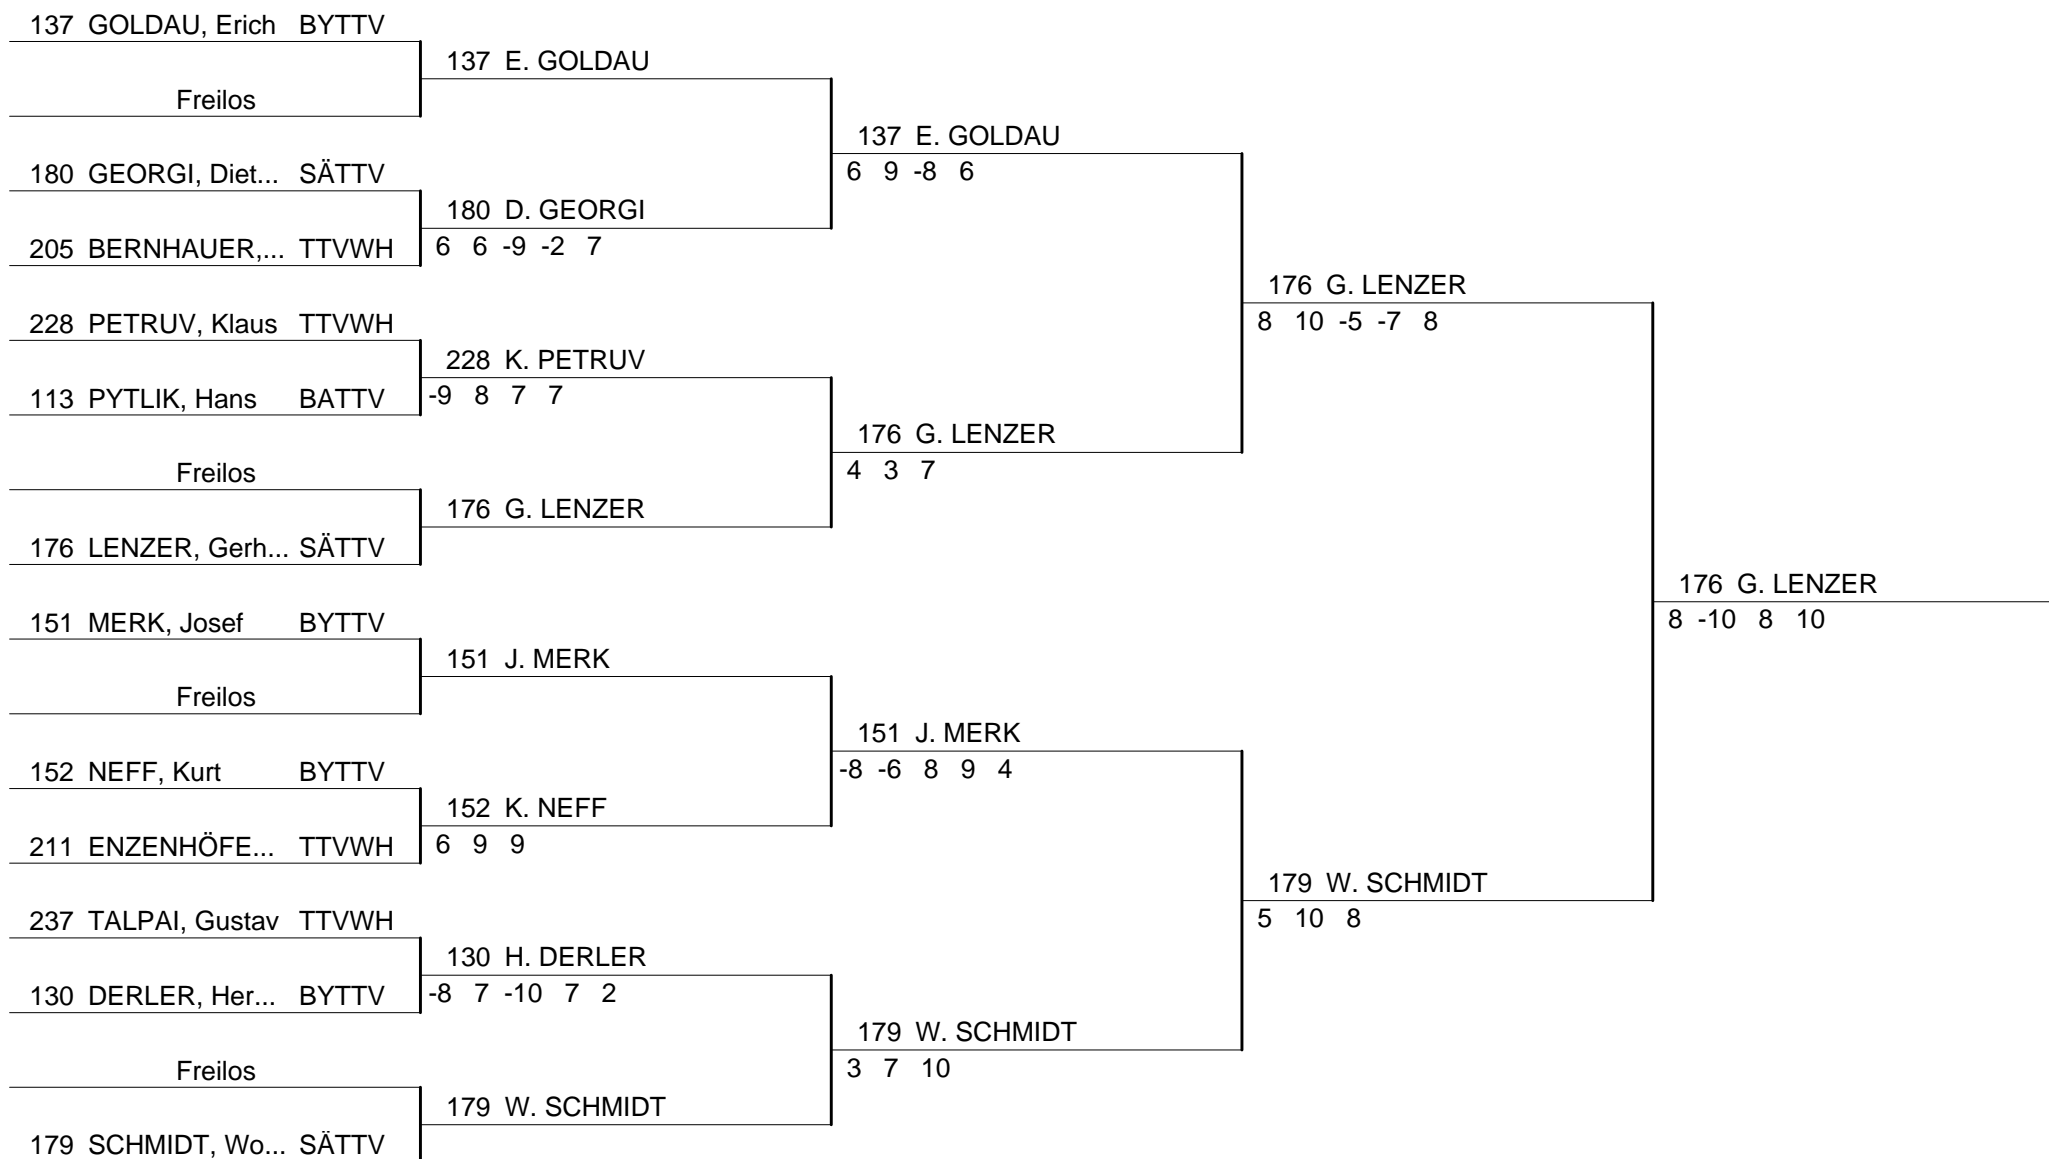 137 GOLDAU, Erich BYTTV
137 E. GOLDAU
Freilos
137 E. GOLDAU
6 9 -8 6
180 GEORGI, Diet... SÄTTV
180 D. GEORGI
6 6 -9 -2 7
205 BERNHAUER,... TTVWH
176 G. LENZER
8 10 -5 -7 8
228 PETRUV, Klaus TTVWH
228 K. PETRUV
-9 8 7 7
113 PYTLIK, Hans BATTV
176 G. LENZER
4 3 7
Freilos
176 G. LENZER
176 LENZER, Gerh... SÄTTV
176 G. LENZER
8 -10 8 10
151 MERK, Josef BYTTV
151 J. MERK
Freilos
151 J. MERK
-8 -6 8 9 4
152 NEFF, Kurt BYTTV
152 K. NEFF
6 9 9
211 ENZENHÖFE... TTVWH
179 W. SCHMIDT
5 10 8
237 TALPAI, Gustav TTVWH
130 H. DERLER
-8 7 -10 7 2
130 DERLER, Her... BYTTV
179 W. SCHMIDT
3 7 10
Freilos
179 W. SCHMIDT
179 SCHMIDT, Wo... SÄTTV